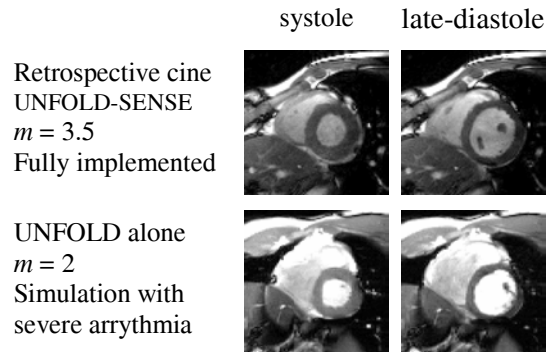 systole late-diastole
Retrospective cine
UNFOLD-SENSE
m = 3.5
Fully implemented
UNFOLD alone
m = 2
Simulation with
severe arrythmia